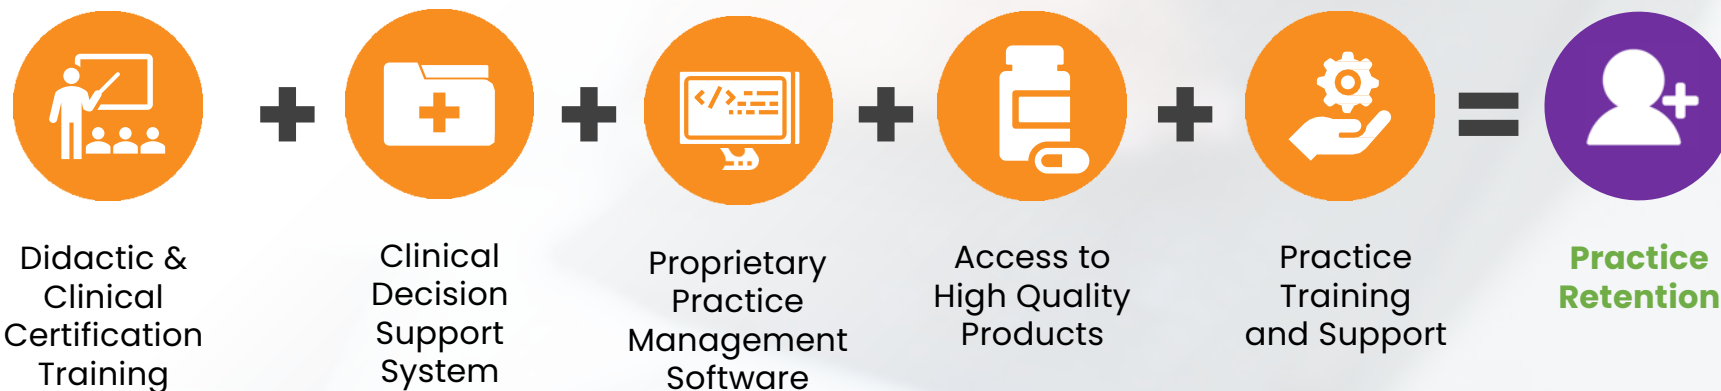 Didactic &
Clinical
Certification
Training
Clinical
Decision
Support
System
Proprietary
Practice
Management
Software
Access to
High Quality
Products
Practice
Training
and Support
Practice
Retention